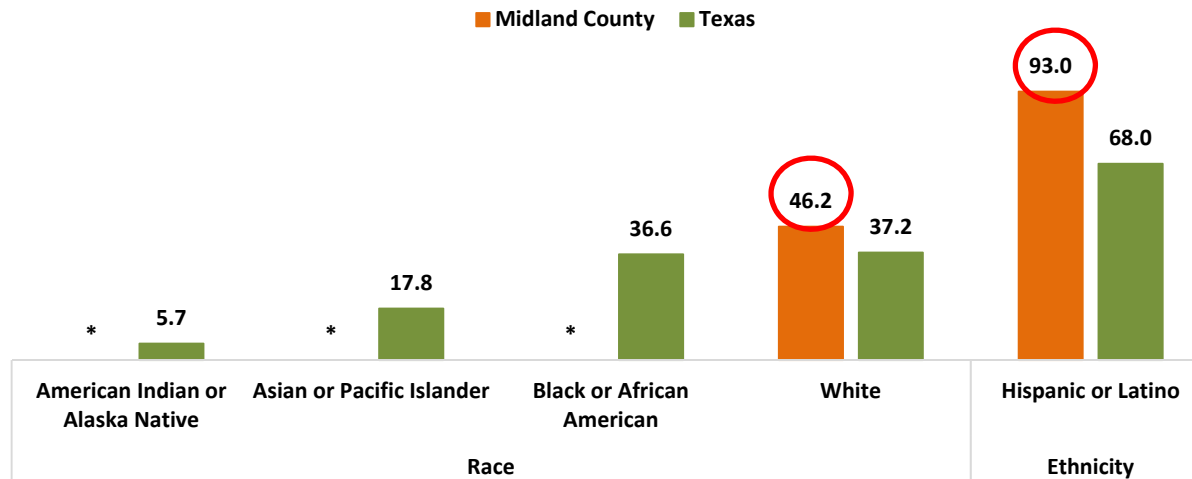 Midland County Texas
93.0
68.0
46.2
37.2
36.6
17.8
5.7
* * *
American Indian or Alaska Native
Asian or Pacific Islander
Black or African American
White
Hispanic or Latino
Race
Ethnicity